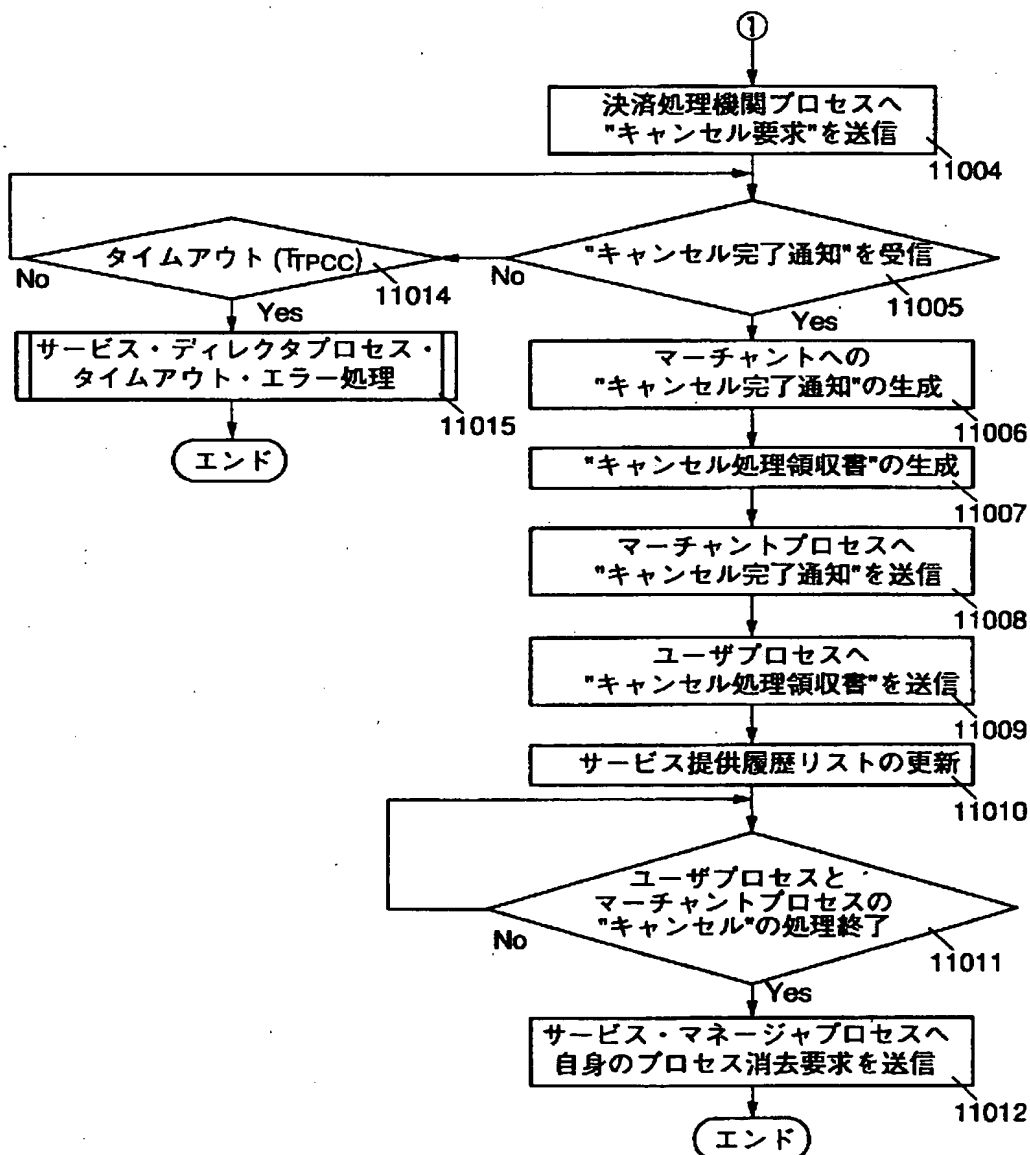 ①
決済処理機関プロセスへ
"キャンセル要求"を送信
11004
"キャンセル完了通知"を受信
11005
No
Yes
タイムアウト (TTPCC)
11014
No
Yes
サービス・ディレクタプロセス・
タイムアウト・エラー処理
11015
エンド
マーチャントへの
"キャンセル完了通知"の生成
11006
"キャンセル処理領収書"の生成
11007
マーチャントプロセスへ
"キャンセル完了通知"を送信
11008
ユーザプロセスへ
"キャンセル処理領収書"を送信
11009
サービス提供履歴リストの更新
11010
ユーザプロセスと
マーチャントプロセスの
"キャンセル"の処理終了
11011
No
Yes
サービス・マネージャプロセスへ
自身のプロセス消去要求を送信
11012
エンド